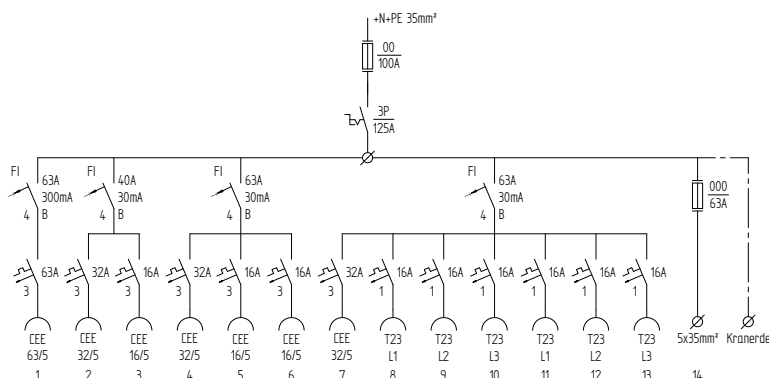 +N+PE 35mm²
00
100A
3P
125A
FI
63A
300mA
4 B
FI
40A
30mA
4 B
FI
63A
30mA
4 B
FI
63A
30mA
4 B
000
63A
63A 32A 16A 32A 16A 16A 32A 16A 16A 16A 16A 16A 16A
3 3 3 3 3 3 3 1 1 1 1 1 1
CEE CEE CEE CEE CEE CEE CEE T23 T23 T23 T23 T23 T23 5x35mm² Kranerde
63/5 32/5 16/5 32/5 16/5 16/5 32/5 L1 L2 L3 L1 L2 L3
1 2 3 4 5 6 7 8 9 10 11 12 13 14